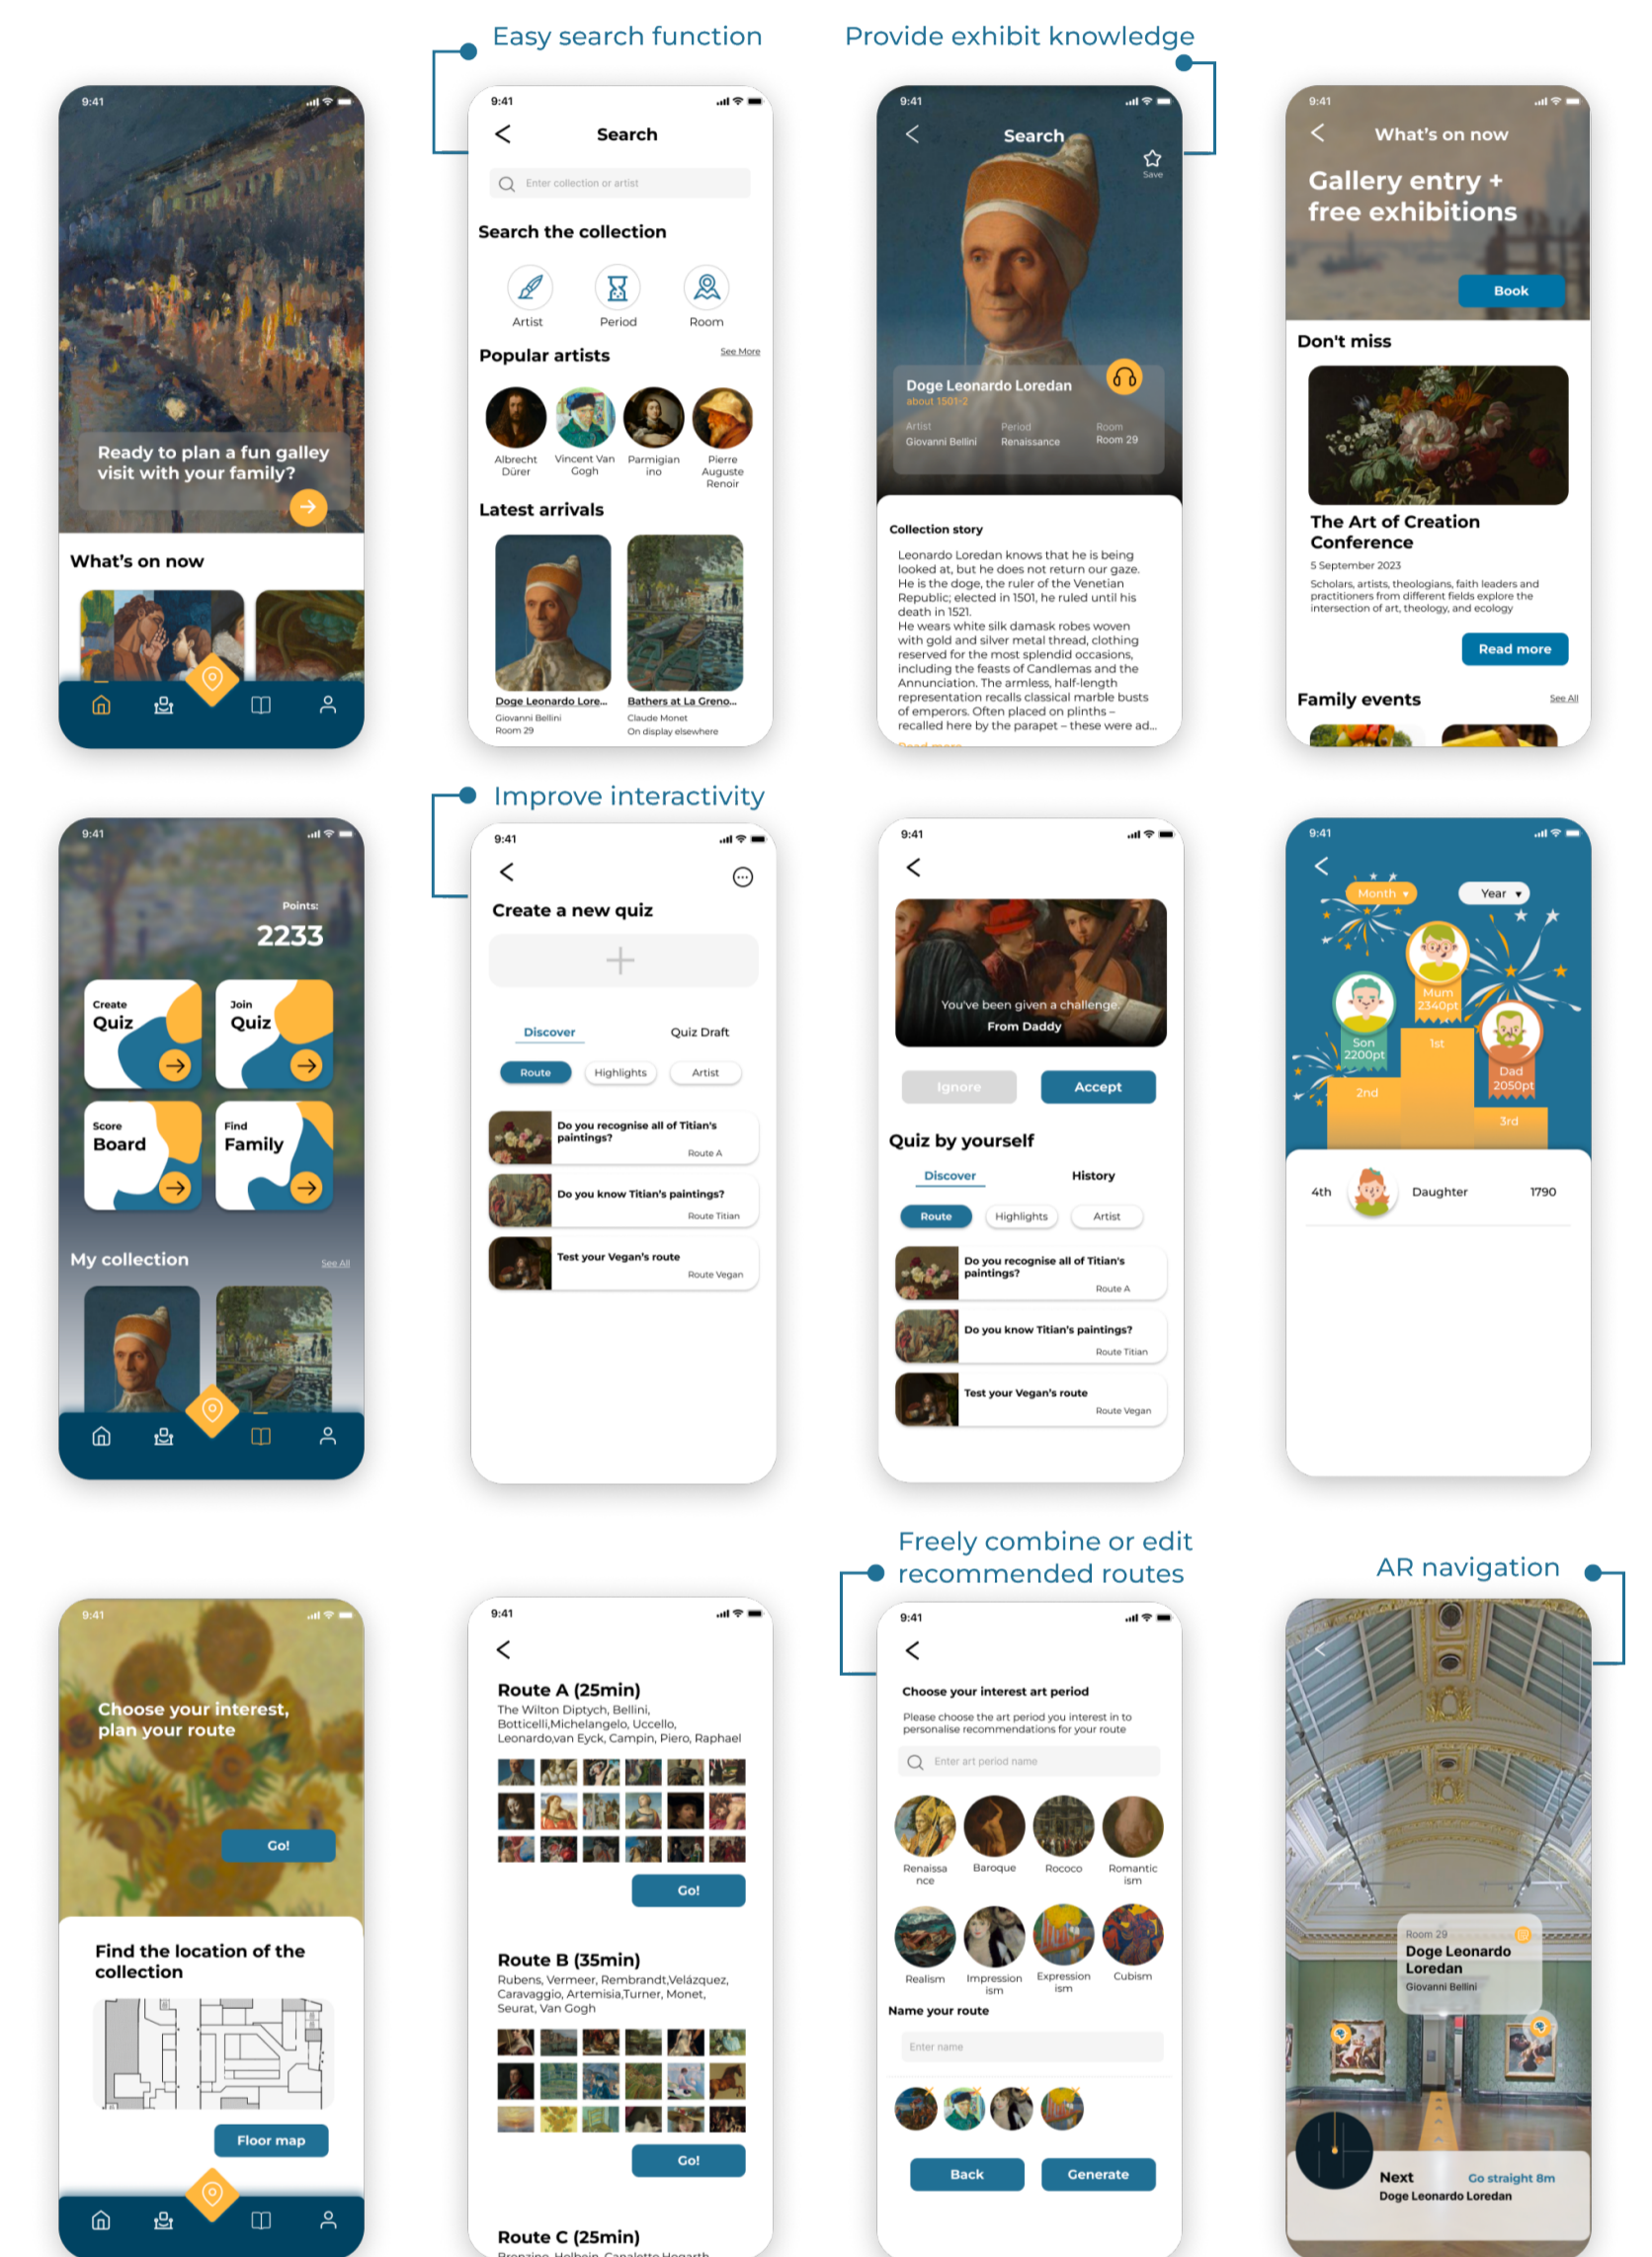 Easy search function
Provide exhibit knowledge
9:41
Ready to plan a fun galley
visit with your family?
What's on now
9:41
Search
Enter collection or artist
Search the collection
Artist
Period
Room
Popular artists
See More
Albrecht
Dürer
Vincent Van
Gogh
Parmigian
ino
Pierre
Auguste
Renoir
Latest arrivals
Doge Leonardo Lore...
Giovanni Bellini
Room 29
Bathers at La Greno...
Claude Monet
On display elsewhere
9:41
Search
Save
Doge Leonardo Loredan
about 1501-2
Artist
Giovanni Bellini
Period
Renaissance
Room
Room 29
Collection story
Leonardo Loredan knows that he is being
looked at, but he does not return our gaze.
He is the doge, the ruler of the Venetian
Republic; elected in 1501, he ruled until his
death in 1521.
He wears white silk damask robes woven
with gold and silver metal thread, clothing
reserved for the most splendid occasions,
including the feasts of Candlemas and the
Annunciation. The armless, half-length
representation recalls classical marble busts
of emperors. Often placed on plinths –
recalled here by the parapet – these were ad...
Read more
9:41
What's on now
Gallery entry +
free exhibitions
Book
Don't miss
The Art of Creation
Conference
5 September 2023
Scholars, artists, theologians, faith leaders and
practitioners from different fields explore the
intersection of art, theology, and ecology
Read more
Family events
See All
Improve interactivity
9:41
Points:
2233
Create
Quiz
Join
Quiz
Score
Board
Find
Family
My collection
See All
9:41
Create a new quiz
Discover
Quiz Draft
Route
Highlights
Artist
Do you recognise all of Titian's
paintings?
Route A
Do you know Titian's paintings?
Route Titian
Test your Vegan's route
Route Vegan
9:41
You've been given a challenge.
From Daddy
Ignore
Accept
Quiz by yourself
Discover
History
Route
Highlights
Artist
Do you recognise all of Titian's
paintings?
Route A
Do you know Titian's paintings?
Route Titian
Test your Vegan's route
Route Vegan
9:41
Month
Year
Mum
2340pt
Son
2200pt
1st
Dad
2050pt
2nd
3rd
4th
Daughter
1790
Freely combine or edit
recommended routes
AR navigation
9:41
Choose your interest,
plan your route
Go!
Find the location of the
collection
Floor map
9:41
Route A (25min)
The Wilton Diptych, Bellini,
Botticelli,Michelangelo, Uccello,
Leonardo,van Eyck, Campin, Piero, Raphael
Go!
Route B (35min)
Rubens, Vermeer, Rembrandt,Velázquez,
Caravaggio, Artemisia,Turner, Monet,
Seurat, Van Gogh
Go!
Route C (25min)
Bronzino, Holbein, Canaletto,Hogarth
9:41
Choose your interest art period
Please choose the art period you interest in to
personalise recommendations for your route
Enter art period name
Renaissa
nce
Baroque
Rococo
Romantic
ism
Realism
Impression
ism
Expression
ism
Cubism
Name your route
Enter name
Back
Generate
Room 29
Doge Leonardo
Loredan
Giovanni Bellini
Next
Go straight 8m
Doge Leonardo Loredan